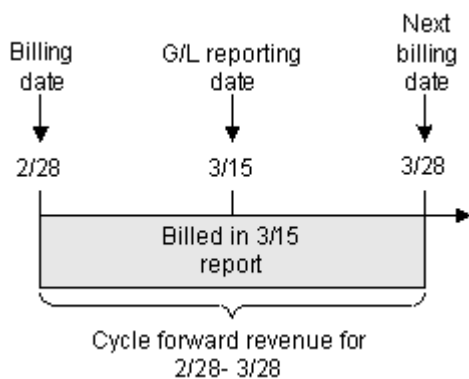 Billing
date
G/L reporting
date
Next
billing
date
2/28
3/15
3/28
Billed in 3/15
report
Cycle forward revenue for
2/28- 3/28